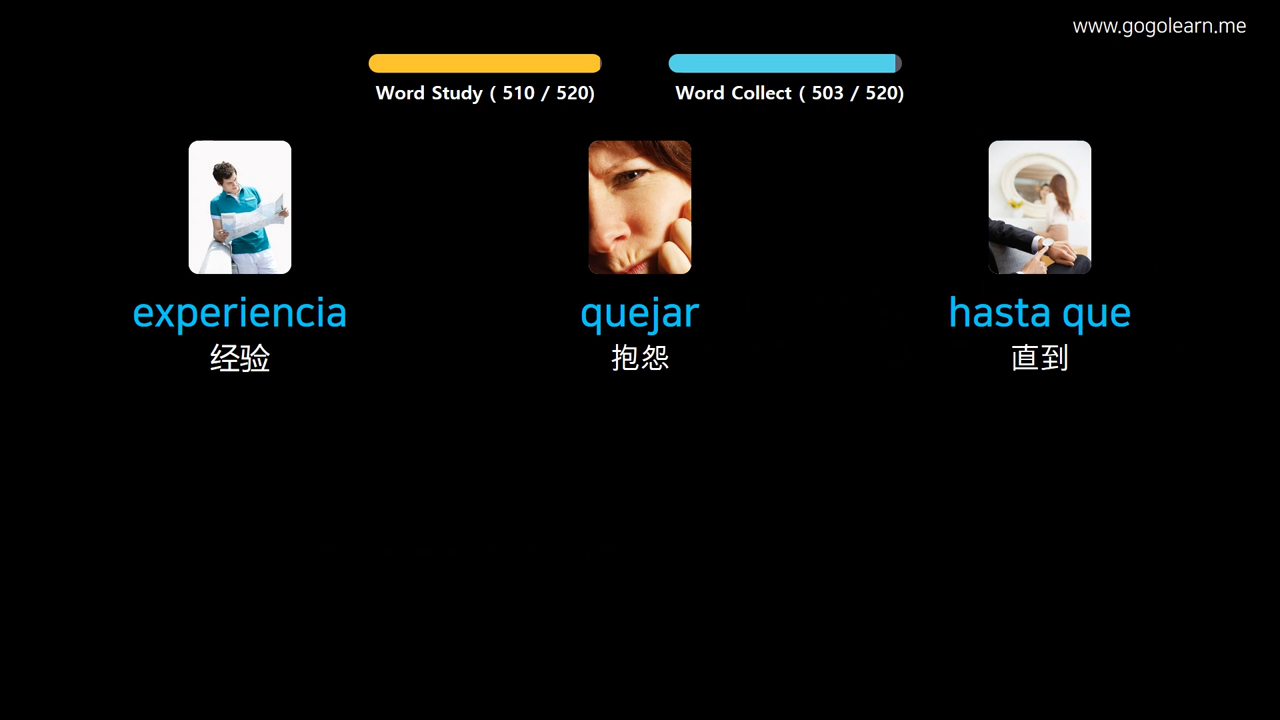 www.gogolearn.me
Word Study ( 510 / 520)
Word Collect ( 503 / 520)
experiencia
quejar
hasta que
经验
抱怨
直到